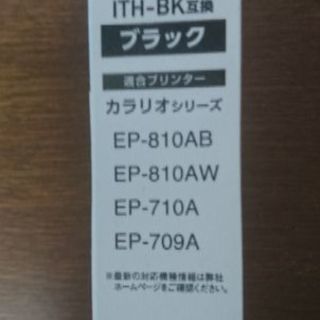 ITH-BK互換
ブラック
適合プリンター
カラリオシリーズ
EP-810AB
EP-810AW
EP-710A
EP-709A
※最新の対応機種情報は弊社
ホームページをご確認ください。